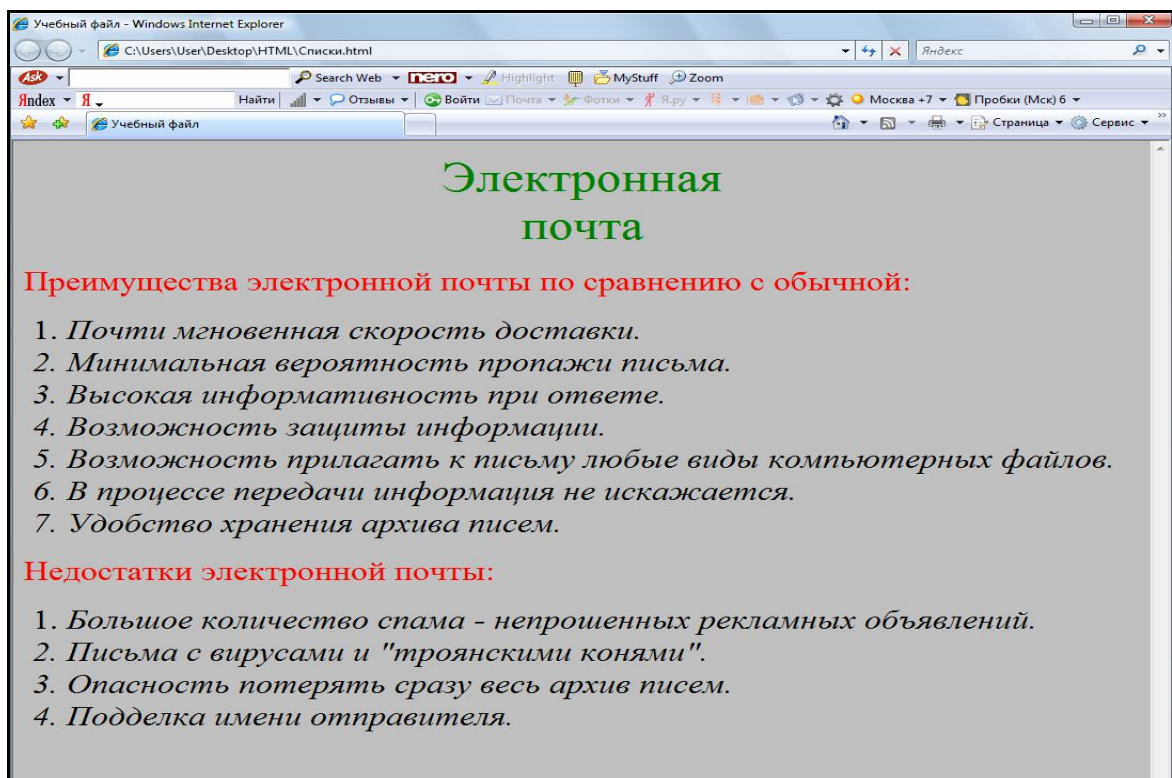 Учебный файл - Windows Internet Explorer
C:\Users\User\Desktop\HTML\Списки.html Яндекс
Ask Search Web nero Highlight MyStuff Zoom
Яndex Я Найти Отзывы Войти Почта Фотки Я.ру Москва +7 Пробки (Мск) 6
Учебный файл Страница Сервис
Электронная
почта
Преимущества электронной почты по сравнению с обычной:
1. Почти мгновенная скорость доставки.
2. Минимальная вероятность пропажи письма.
3. Высокая информативность при ответе.
4. Возможность защиты информации.
5. Возможность прилагать к письму любые виды компьютерных файлов.
6. В процессе передачи информация не искажается.
7. Удобство хранения архива писем.
Недостатки электронной почты:
1. Большое количество спама - непрошенных рекламных объявлений.
2. Письма с вирусами и "троянскими конями".
3. Опасность потерять сразу весь архив писем.
4. Подделка имени отправителя.